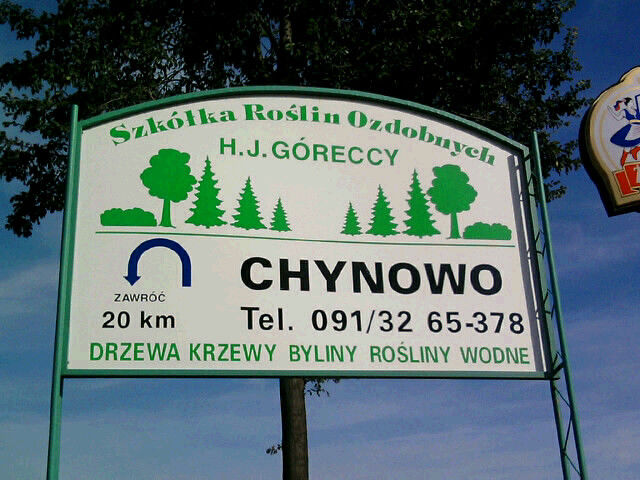 Szkółka Roślin Ozdobnych
H.J. GÓRECCY
ZAWRÓĆ
20 km
CHYNOWO
Tel. 091/32 65-378
DRZEWA KRZEWY BYLINY ROŚLINY WODNE